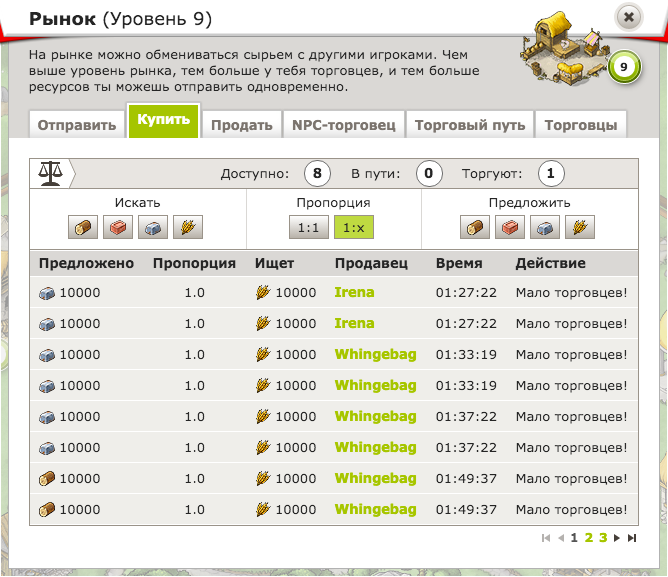 Рынок (Уровень 9)
На рынке можно обмениваться сырьем с другими игроками. Чем
выше уровень рынка, тем больше у тебя торговцев, и тем больше
ресурсов ты можешь отправить одновременно.
9
Отправить Купить Продать NPC-торговец Торговый путь Торговцы
Доступно: 8 В пути: 0 Торгуют: 1
Искать Пропорция Предложить
1:1 1:x
Предложено Пропорция Ищет Продавец Время Действие
10000 1.0 10000 Irena 01:27:22 Мало торговцев!
10000 1.0 10000 Irena 01:27:22 Мало торговцев!
10000 1.0 10000 Whingebag 01:33:19 Мало торговцев!
10000 1.0 10000 Whingebag 01:33:19 Мало торговцев!
10000 1.0 10000 Whingebag 01:37:22 Мало торговцев!
10000 1.0 10000 Whingebag 01:37:22 Мало торговцев!
10000 1.0 10000 Whingebag 01:49:37 Мало торговцев!
10000 1.0 10000 Whingebag 01:49:37 Мало торговцев!
1 2 3